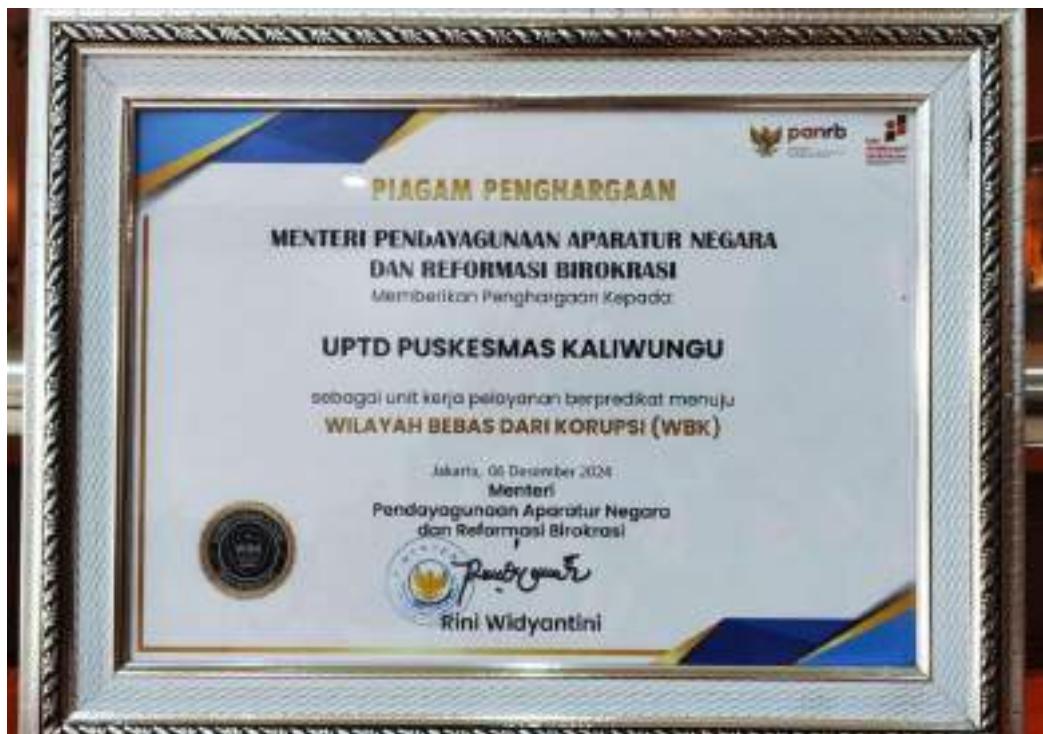 panrb
PIAGAM PENGHARGAAN
MENTERI PENDAYAGUNAAN APARATUR NEGARA
DAN REFORMASI BIROKRASI
Memberikan Penghargaan Kepada:
UPTD PUSKESMAS KALIWUNGU
sebagai unit kerja pelayanan berpredikat menuju
WILAYAH BEBAS DARI KORUPSI (WBK)
Jakarta, 06 Desember 2024
Menteri
Pendayagunaan Aparatur Negara
dan Reformasi Birokrasi
MENTERI
Rini Widyantini